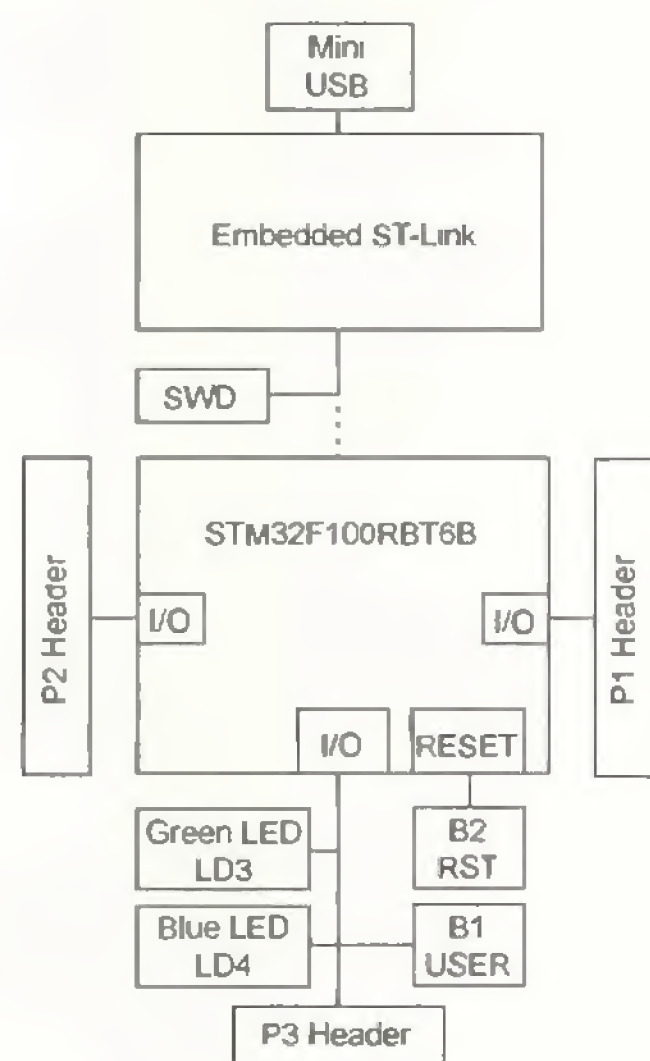 Mini
USB
Embedded ST-Link
SWD
STM32F100RBT6B
P2 Header
I/O
I/O
P1 Header
I/O
RESET
Green LED
LD3
B2
RST
Blue LED
LD4
B1
USER
P3 Header